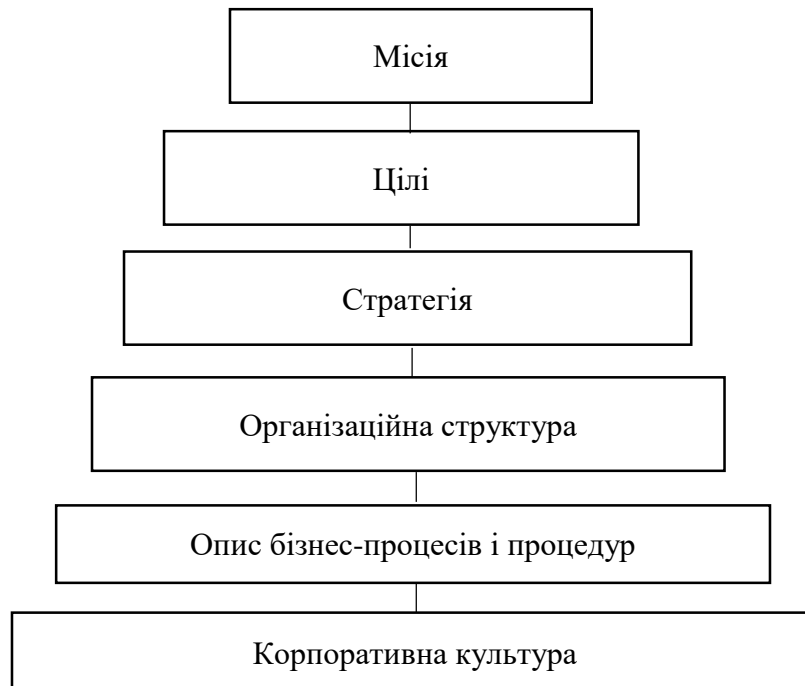 Місія
Цілі
Стратегія
Організаційна структура
Опис бізнес-процесів і процедур
Корпоративна культура